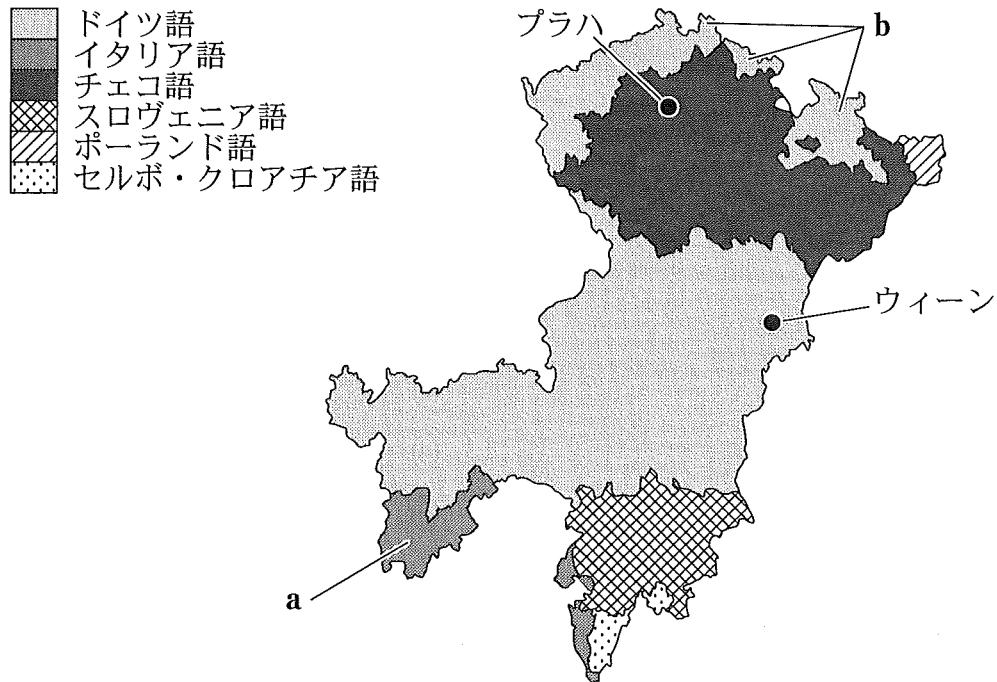 ドイツ語
イタリア語
チェコ語
スロヴェニア語
ポーランド語
セルボ・クロアチア語
プラハ
b
ウィーン
a